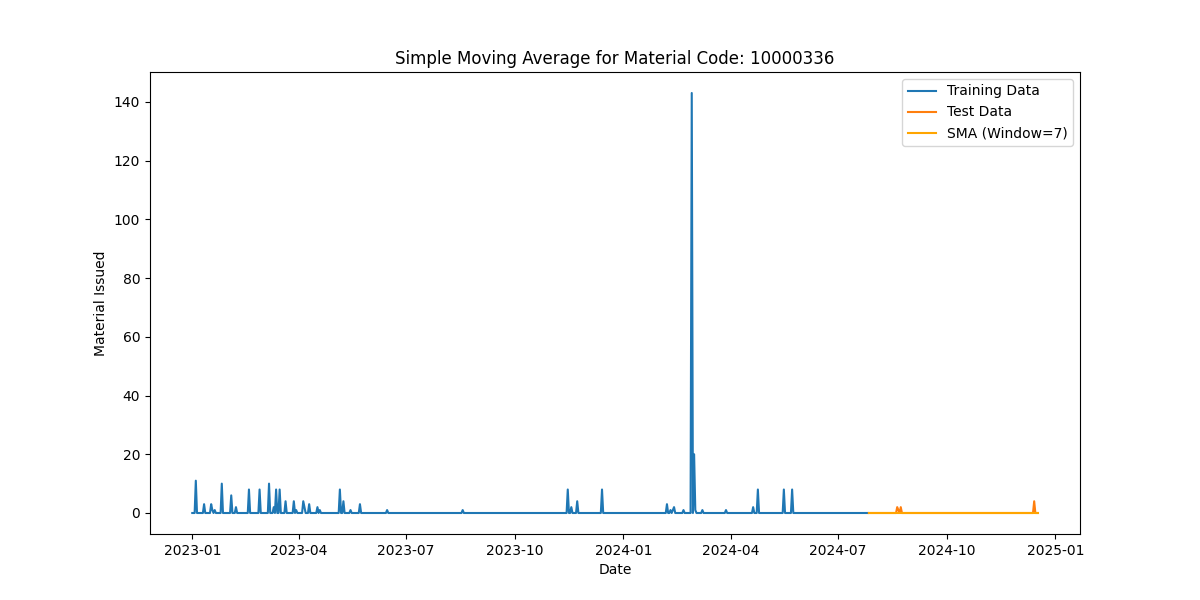 Simple Moving Average for Material Code: 10000336
Training Data
Test Data
SMA (Window=7)
Material Issued
140
120
100
80
60
40
20
0
2023-01 2023-04 2023-07 2023-10 2024-01 2024-04 2024-07 2024-10 2025-01
Date